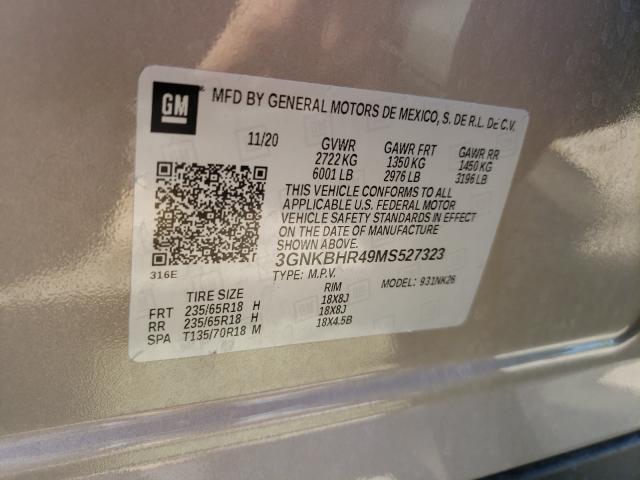 GM
MFD BY GENERAL MOTORS DE MEXICO, S. DE R.L. DE C.V.
11/20 GVWR GAWR FRT GAWR RR
2722 KG 1350 KG 1450 KG
6001 LB 2976 LB 3196 LB
THIS VEHICLE CONFORMS TO ALL
APPLICABLE U.S. FEDERAL MOTOR
VEHICLE SAFETY STANDARDS IN EFFECT
ON THE DATE OF MANUFACTURE
SHOWN ABOVE.
3GNKBHR49MS527323
316E TYPE: M.P.V. MODEL: 931NK26
TIRE SIZE RIM
FRT 235/65R18 H 18X8J
RR 235/65R18 H 18X8J
SPA T135/70R18 M 18X4.5B